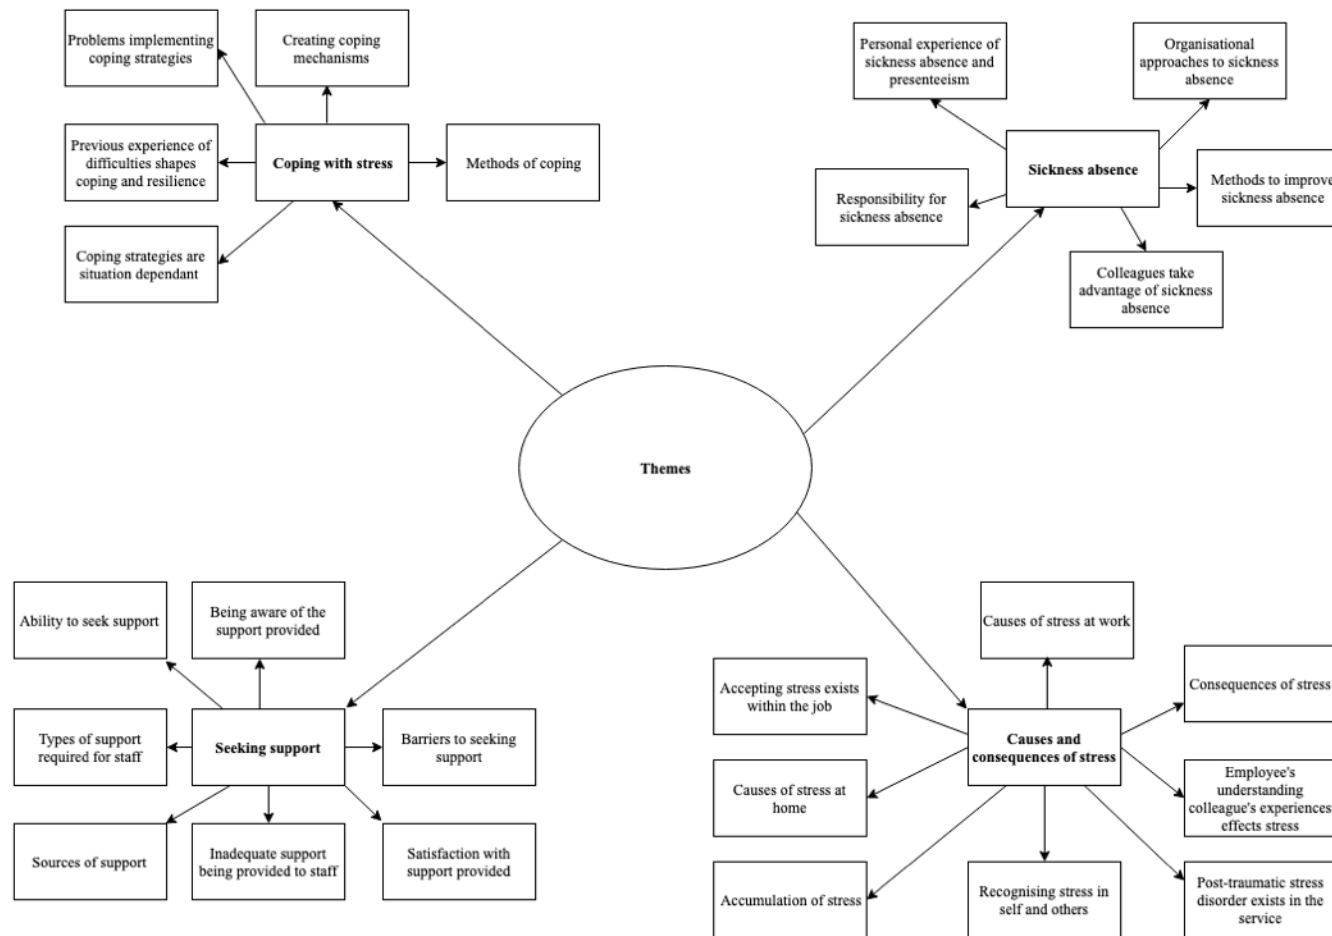 Problems implementing
coping strategies
Creating coping
mechanisms
Previous experience of
difficulties shapes
coping and resilience
Coping with stress
Methods of coping
Coping strategies are
situation dependant
Personal experience of
sickness absence and
presenteeism
Organisational
approaches to sickness
absence
Sickness absence
Responsibility for
sickness absence
Methods to improve
sickness absence
Colleagues take
advantage of sickness
absence
Themes
Ability to seek support
Being aware of the
support provided
Types of support
required for staff
Seeking support
Barriers to seeking
support
Sources of support
Inadequate support
being provided to staff
Satisfaction with
support provided
Causes of stress at work
Accepting stress exists
within the job
Consequences of stress
Causes and
consequences of stress
Causes of stress at
home
Employee's
understanding
colleague's experiences
effects stress
Accumulation of stress
Recognising stress in
self and others
Post-traumatic stress
disorder exists in the
service